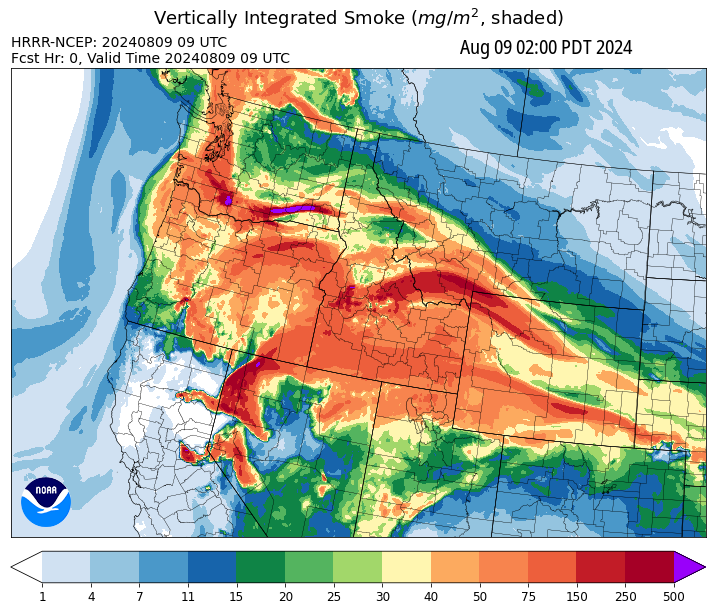 Vertically Integrated Smoke (mg/m², shaded)
HRRR-NCEP: 20240809 09 UTC
Aug 09 02:00 PDT 2024
Fcst Hr: 0, Valid Time 20240809 09 UTC
NOAA
1 4 7 11 15 20 25 30 40 50 75 150 250 500